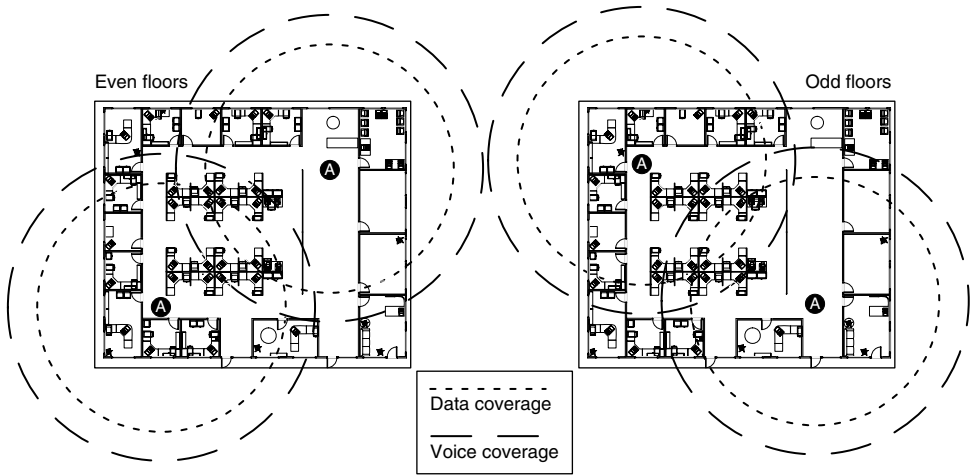 Even floors
Odd floors
A
A
A
A
Data coverage
Voice coverage